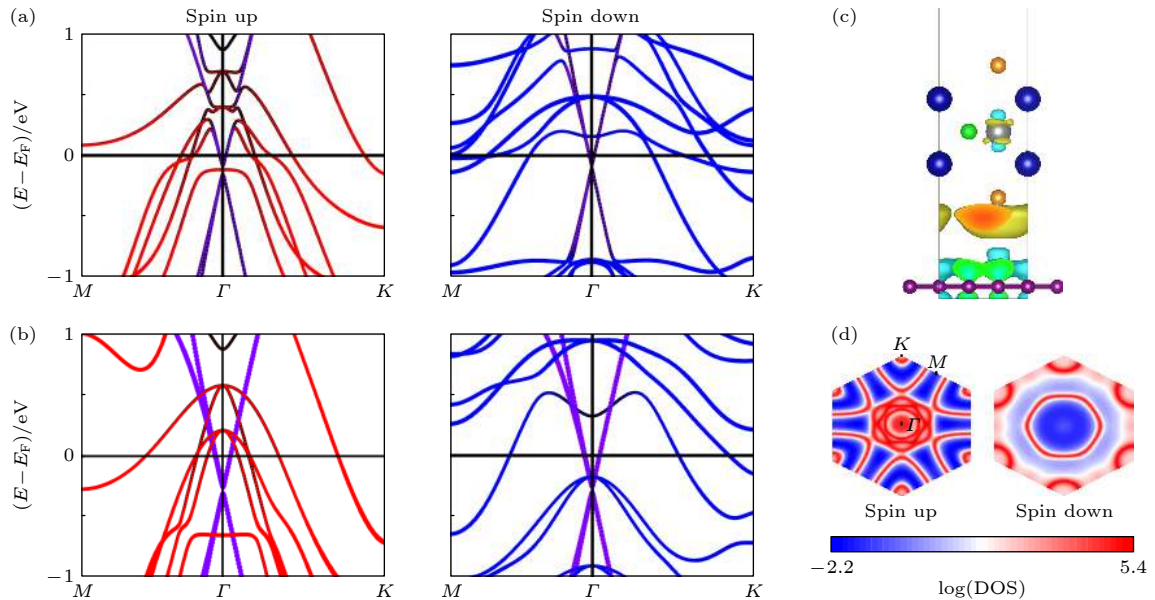 (a)
Spin up
Spin down
(c)
1
0
−1
(E − E_F)/eV
M
Γ
K
M
Γ
K
(b)
1
0
−1
(E − E_F)/eV
M
Γ
K
M
Γ
K
(d)
K
M
Γ
Spin up
Spin down
−2.2
5.4
log(DOS)